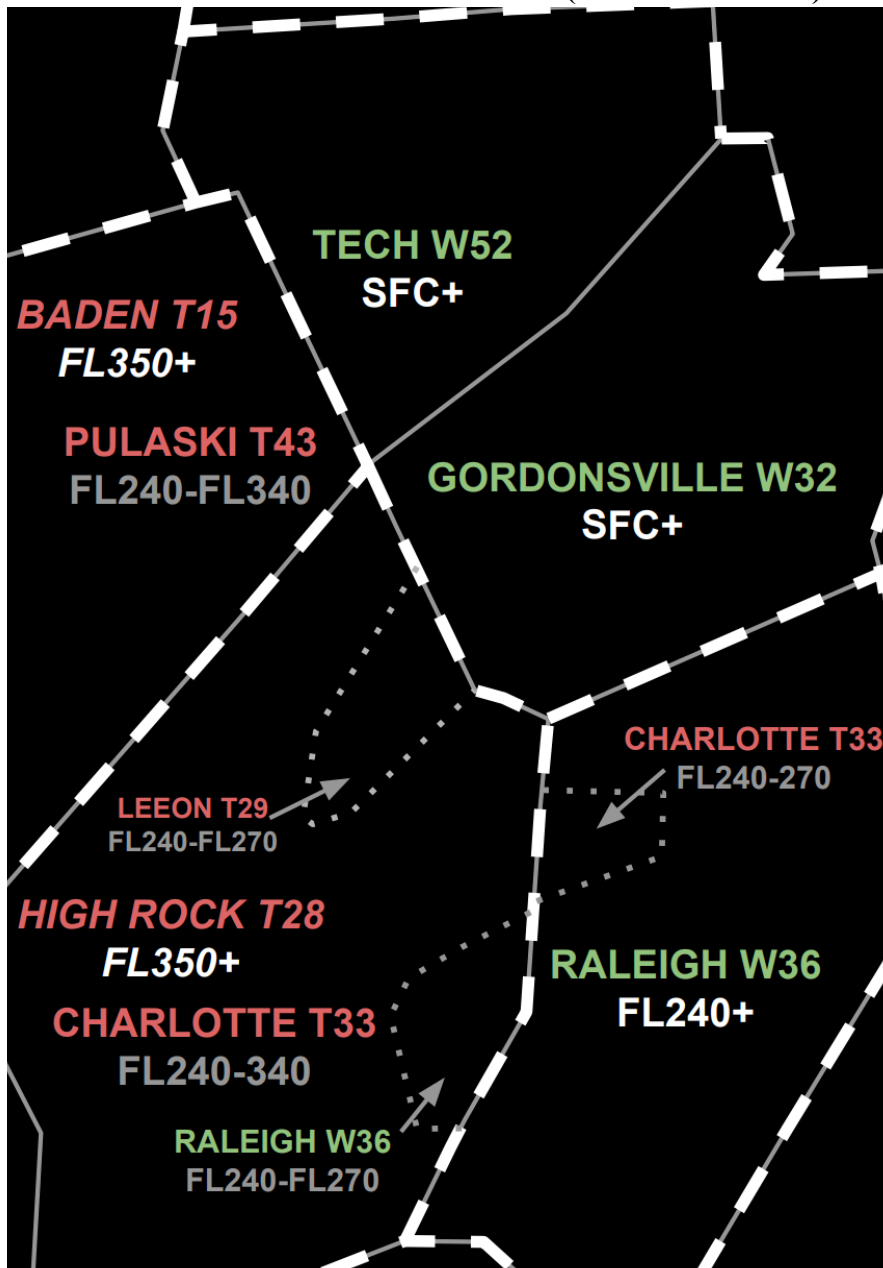 TECH W52
SFC+
BADEN T15
FL350+
PULASKI T43
FL240-FL340
GORDONSVILLE W32
SFC+
CHARLOTTE T33
FL240-270
LEEON T29
FL240-FL270
HIGH ROCK T28
FL350+
RALEIGH W36
FL240+
CHARLOTTE T33
FL240-340
RALEIGH W36
FL240-FL270